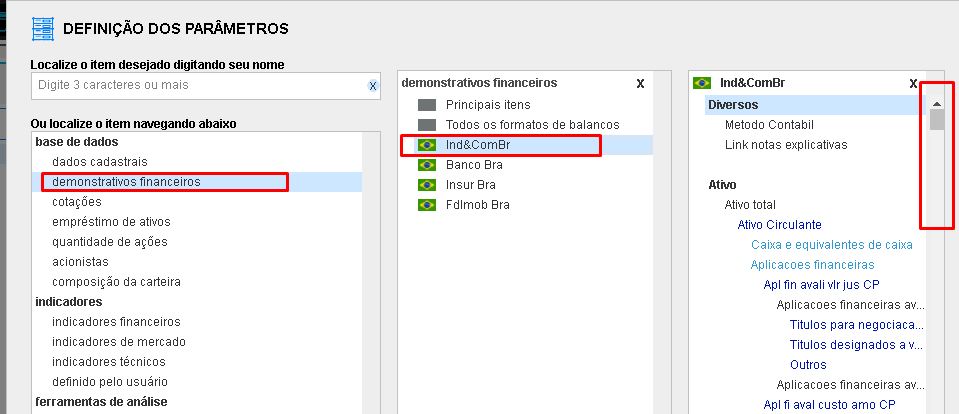 DEFINIÇÃO DOS PARÂMETROS
Localize o item desejado digitando seu nome
Digite 3 caracteres ou mais
X
Ou localize o item navegando abaixo
base de dados
dados cadastrais
demonstrativos financeiros
cotações
empréstimo de ativos
quantidade de ações
acionistas
composição da carteira
indicadores
indicadores financeiros
indicadores de mercado
indicadores técnicos
definido pelo usuário
ferramentas de análise
demonstrativos financeiros X
Principais itens
Todos os formatos de balancos
Ind&ComBr
Banco Bra
Insur Bra
FdImob Bra
Ind&ComBr X
Diversos
Metodo Contabil
Link notas explicativas
Ativo
Ativo total
Ativo Circulante
Caixa e equivalentes de caixa
Aplicacoes financeiras
Apl fin avali vlr jus CP
Aplicacoes financeiras av...
Titulos para negociaca...
Titulos designados a v...
Outros
Aplicacoes financeiras av...
Apl fi aval custo amo CP